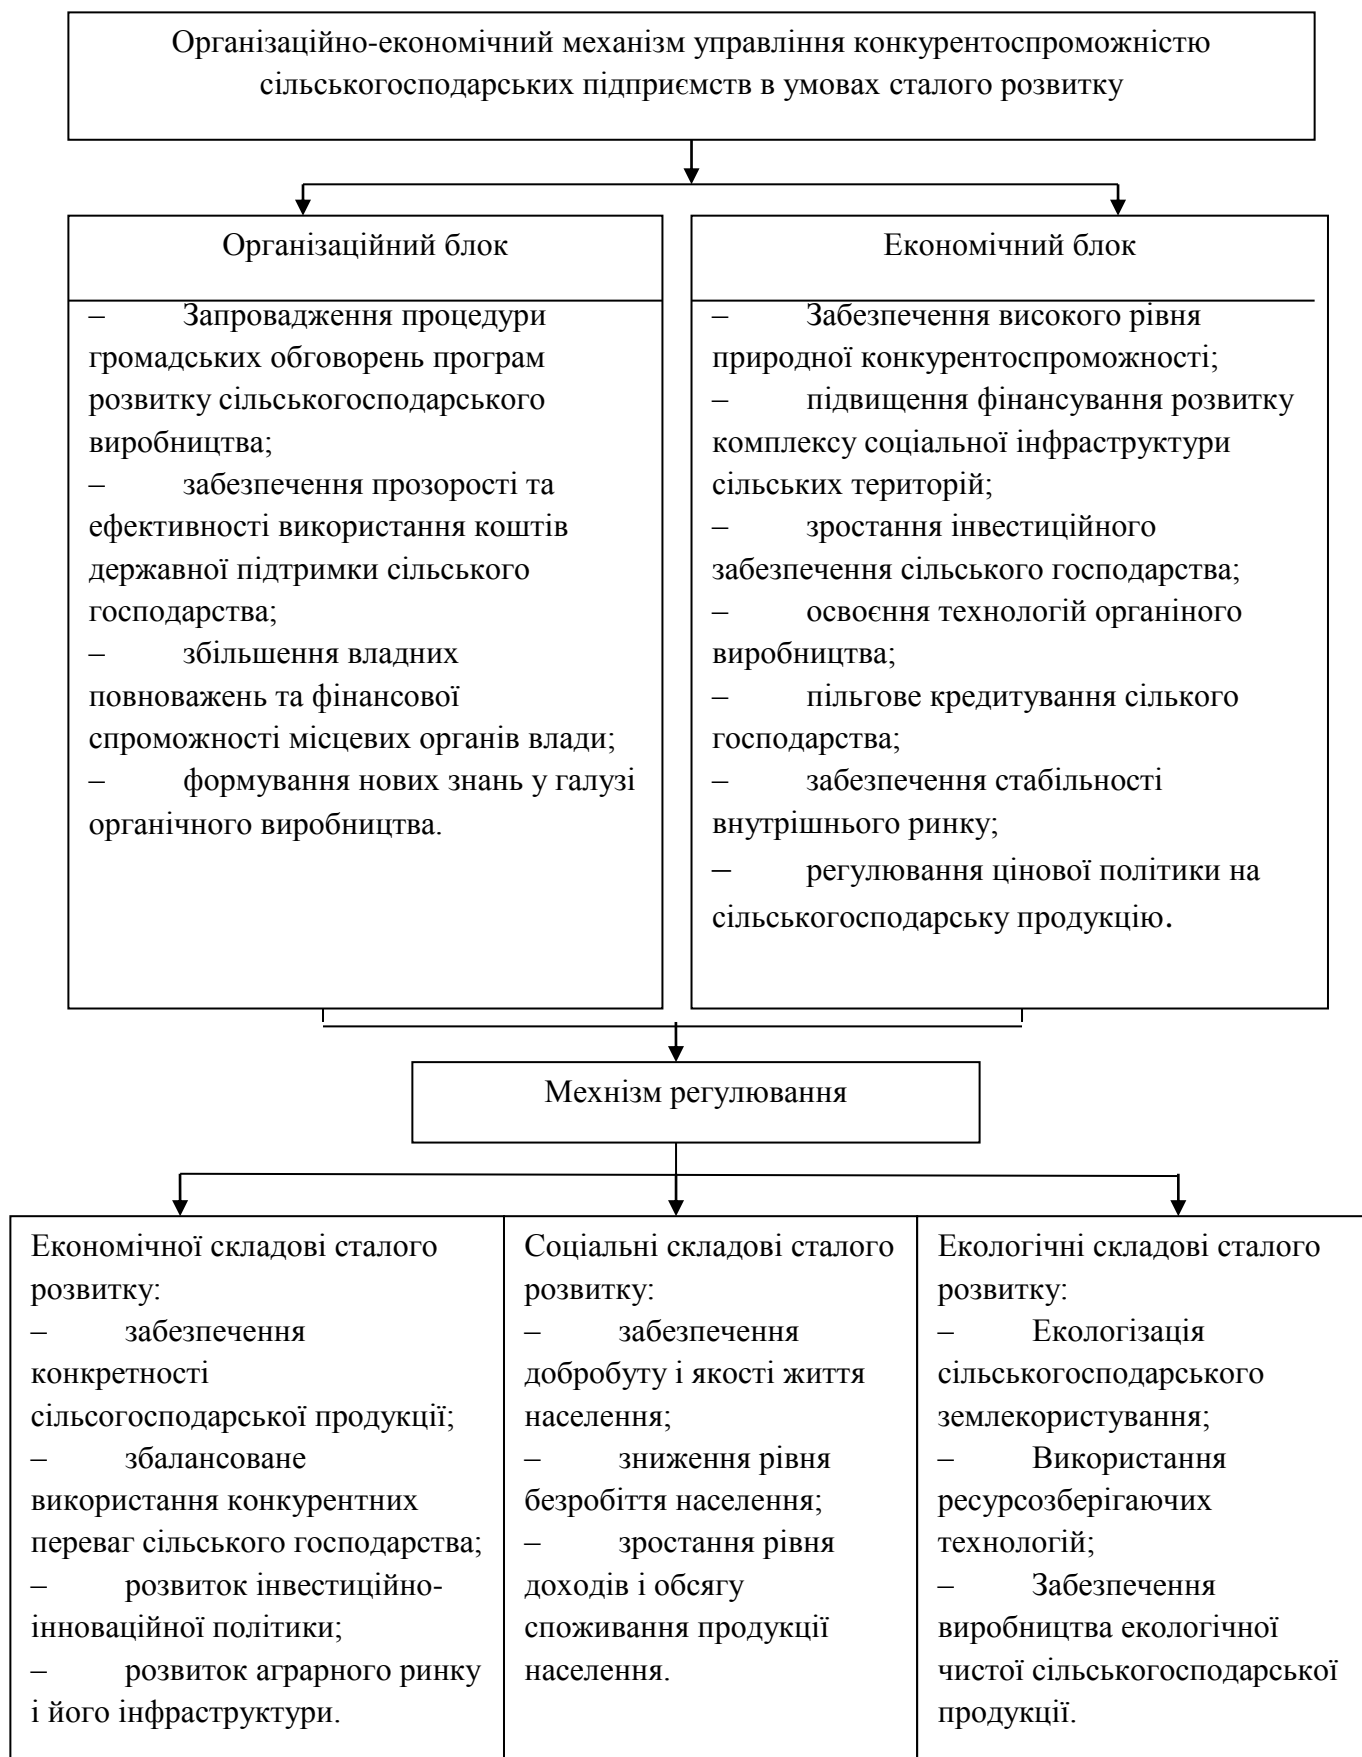 Організаційно-економічний механізм управління конкурентоспроможністю
сільськогосподарських підприємств в умовах сталого розвитку
Організаційний блок
– Запровадження процедури
громадських обговорень програм
розвитку сільськогосподарського
виробництва;
– забезпечення прозорості та
ефективності використання коштів
державної підтримки сільського
господарства;
– збільшення владних
повноважень та фінансової
спроможності місцевих органів влади;
– формування нових знань у галузі
органічного виробництва.
Економічний блок
– Забезпечення високого рівня
природної конкурентоспроможності;
– підвищення фінансування розвитку
комплексу соціальної інфраструктури
сільських територій;
– зростання інвестиційного
забезпечення сільського господарства;
– освоєння технологій органіного
виробництва;
– пільгове кредитування сілького
господарства;
– забезпечення стабільності
внутрішнього ринку;
– регулювання цінової політики на
сільськогосподарську продукцію.
Мехнізм регулювання
Економічної складові сталого
розвитку:
– забезпечення
конкретності
сільсогосподарської продукції;
– збалансоване
використання конкурентних
переваг сільського господарства;
– розвиток інвестиційно-
інноваційної політики;
– розвиток аграрного ринку
і його інфраструктури.
Соціальні складові сталого
розвитку:
– забезпечення
добробуту і якості життя
населення;
– зниження рівня
безробіття населення;
– зростання рівня
доходів і обсягу
споживання продукції
населення.
Екологічні складові сталого
розвитку:
– Екологізація
сільськогосподарського
землекористування;
– Використання
ресурсозберігаючих
технологій;
– Забезпечення
виробництва екологічної
чистої сільськогосподарської
продукції.